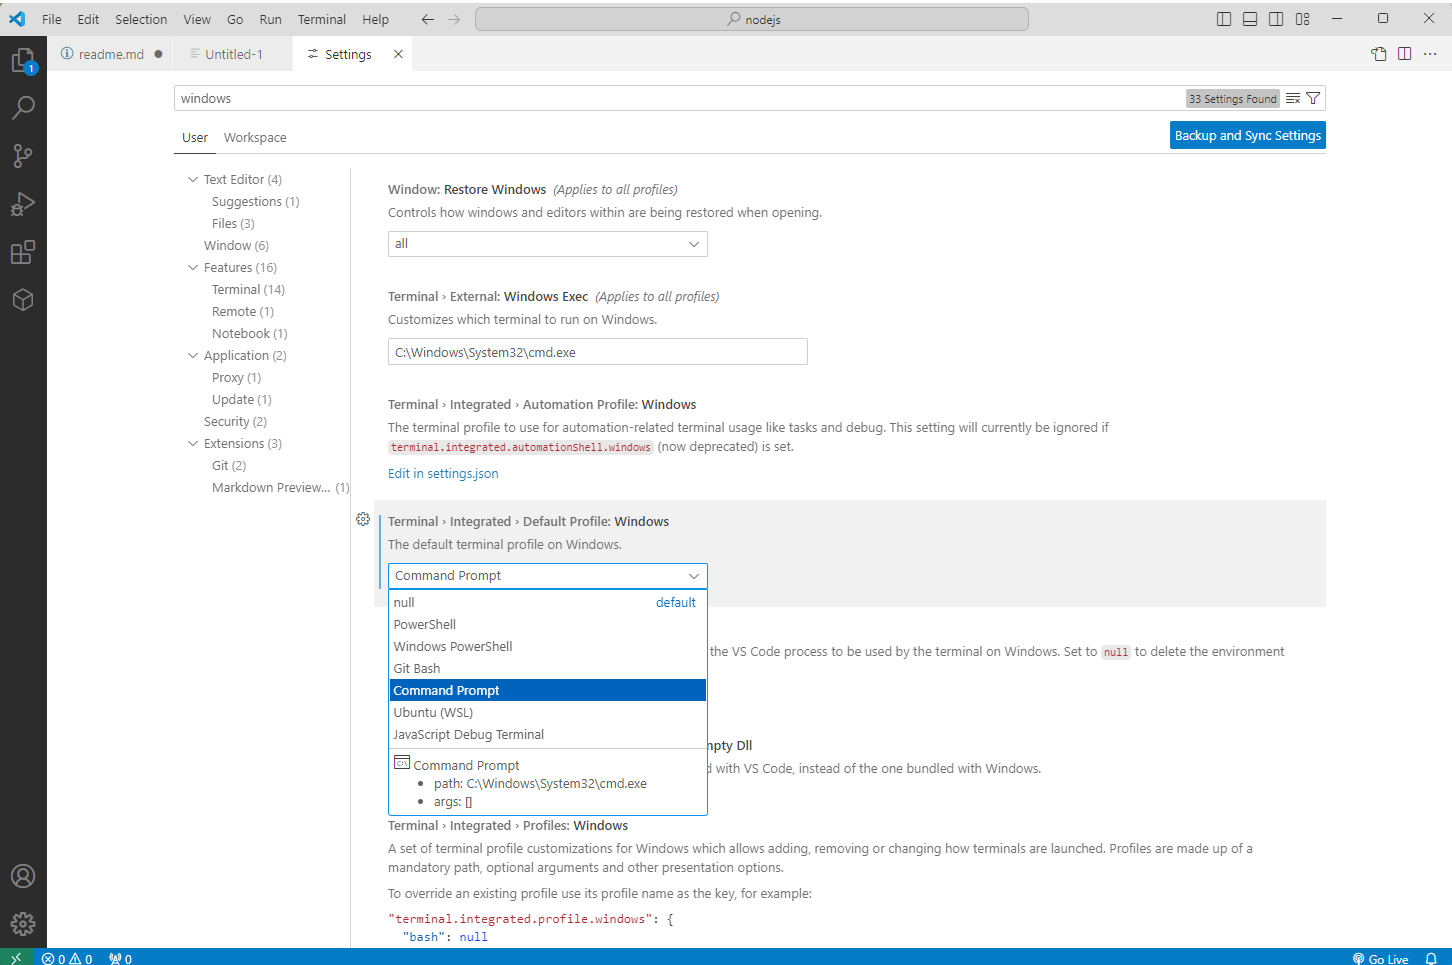 File Edit Selection View Go Run Terminal Help nodejs
1
readme.md Untitled-1 Settings
windows 33 Settings Found
User Workspace Backup and Sync Settings
Text Editor (4)
Suggestions (1)
Files (3)
Window (6)
Features (16)
Terminal (14)
Remote (1)
Notebook (1)
Application (2)
Proxy (1)
Update (1)
Security (2)
Extensions (3)
Git (2)
Markdown Preview... (1)
Window: Restore Windows (Applies to all profiles)
Controls how windows and editors within are being restored when opening.
all
Terminal › External: Windows Exec (Applies to all profiles)
Customizes which terminal to run on Windows.
C:\Windows\System32\cmd.exe
Terminal › Integrated › Automation Profile: Windows
The terminal profile to use for automation-related terminal usage like tasks and debug. This setting will currently be ignored if
terminal.integrated.automationShell.windows (now deprecated) is set.
Edit in settings.json
Terminal › Integrated › Default Profile: Windows
The default terminal profile on Windows.
Command Prompt
null default
PowerShell
Windows PowerShell
Git Bash
Command Prompt
Ubuntu (WSL)
JavaScript Debug Terminal
Command Prompt
• path: C:\Windows\System32\cmd.exe
• args: []
the VS Code process to be used by the terminal on Windows. Set to null to delete the environment
mpty Dll
d with VS Code, instead of the one bundled with Windows.
Terminal › Integrated › Profiles: Windows
A set of terminal profile customizations for Windows which allows adding, removing or changing how terminals are launched. Profiles are made up of a
mandatory path, optional arguments and other presentation options.
To override an existing profile use its profile name as the key, for example:
"terminal.integrated.profile.windows": {
"bash": null
0 0 0 Go Live